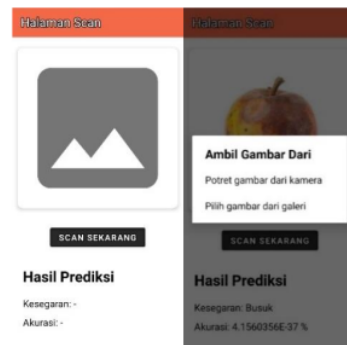 Halaman Scan
SCAN SEKARANG
Hasil Prediksi
Kesegaran: -
Akurasi: -
Halaman Scan
Ambil Gambar Dari
Potret gambar dari kamera
Pilih gambar dari galeri
SCAN SEKARANG
Hasil Prediksi
Kesegaran: Busuk
Akurasi: 4.1560356E-37 %